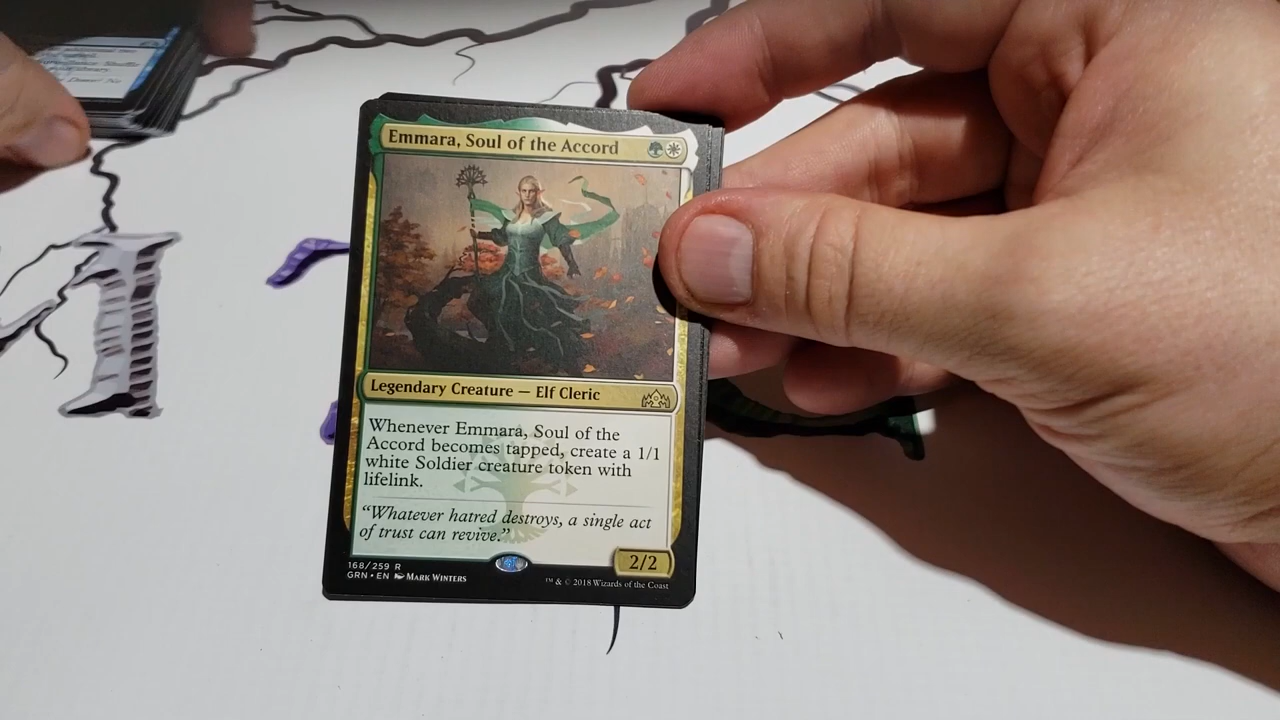 Emmara, Soul of the Accord
Legendary Creature — Elf Cleric
Whenever Emmara, Soul of the
Accord becomes tapped, create a 1/1
white Soldier creature token with
lifelink.
“Whatever hatred destroys, a single act
of trust can revive.”
2/2
168/259 R
GRN • EN Mark Winters
™ & © 2018 Wizards of the Coast